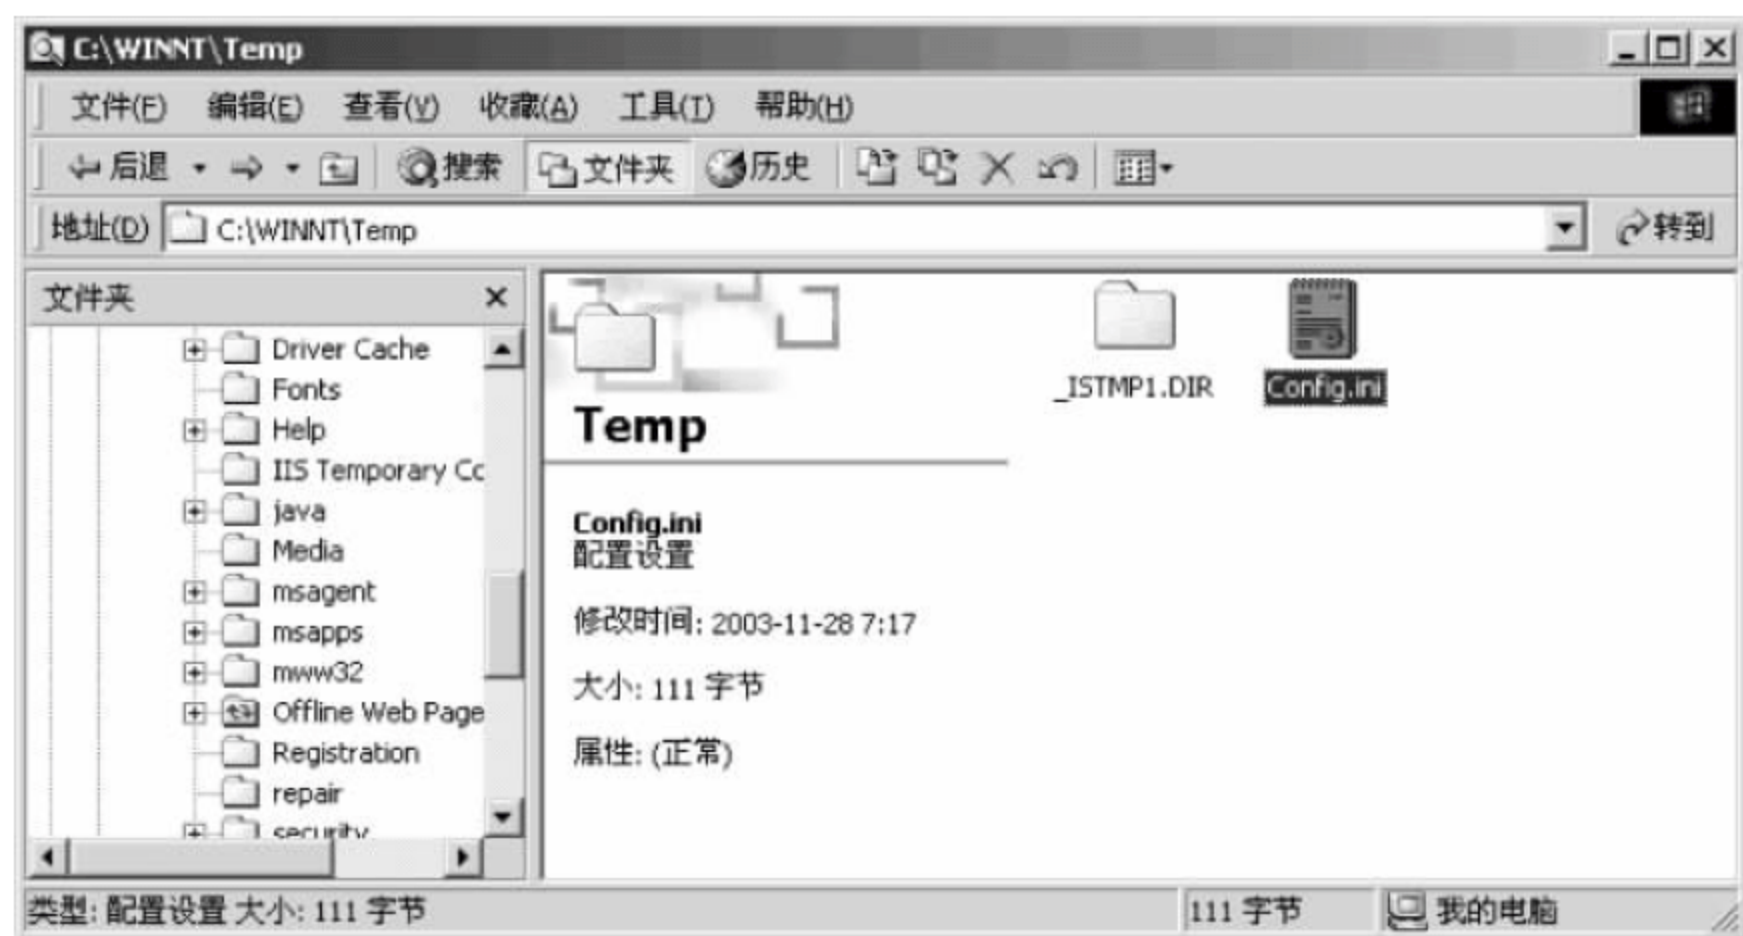 C:\WINNT\Temp
文件(F) 编辑(E) 查看(V) 收藏(A) 工具(T) 帮助(H)
后退 搜索 文件夹 历史
地址(D) C:\WINNT\Temp 转到
文件夹
Driver Cache
Fonts
Help
IIS Temporary Cc
java
Media
msagent
msapps
mww32
Offline Web Page
Registration
repair
security
Temp
Config.ini
配置设置
修改时间: 2003-11-28 7:17
大小: 111 字节
属性: (正常)
_ISTMP1.DIR
Config.ini
类型: 配置设置 大小: 111 字节 111 字节 我的电脑